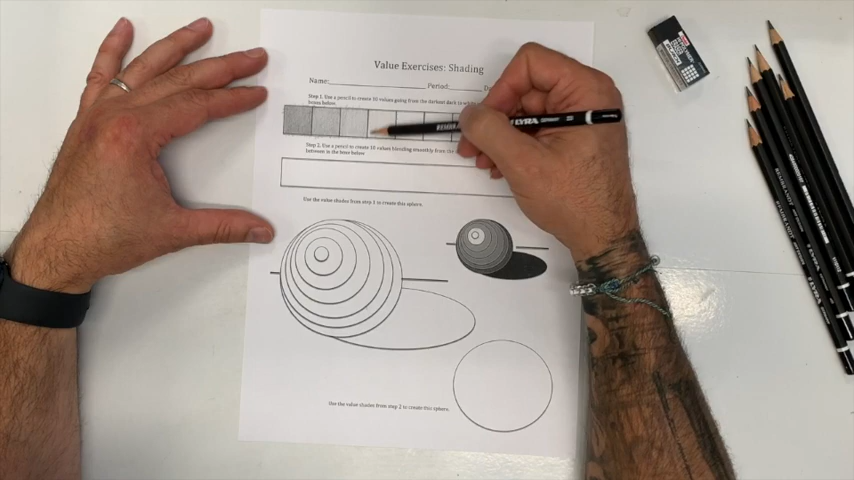 Value Exercises: Shading
Name: Period:
Step 1. Use a pencil to create 10 values going from the darkest dark to
boxes below.
Step 2. Use a pencil to create 10 values blending smoothly from the
between in the boxes below.
Use the value shades from step 1 to create this sphere.
Use the value shades from step 2 to create this sphere.
LYRA
REMBRANDT
LYRA